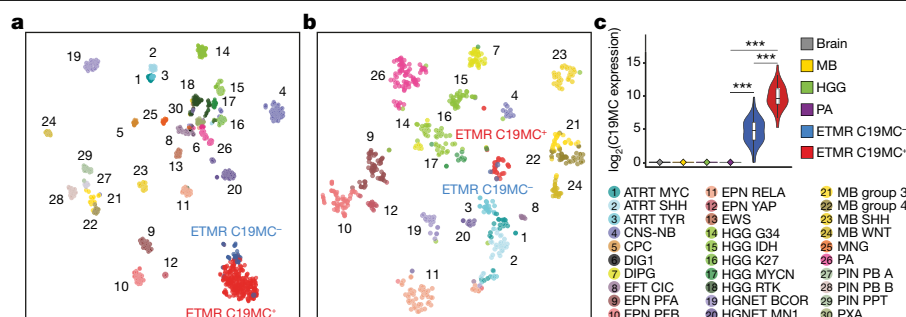 a
19
2
14
1
3
18
15
17
4
24
25
30
5
16
8
6
26
29
13
27
23
20
28
21
11
22
ETMR C19MC⁻
9
12
10
ETMR C19MC⁺
b
7
23
26
15
4
14
ETMR C19MC⁺
21
9
17
22
ETMR C19MC⁻
24
3
8
12
10
19
20
1
2
11
c
log₂(C19MC expression)
15
10
5
0
***
***
***
Brain
MB
HGG
PA
ETMR C19MC⁻
ETMR C19MC⁺
1 ATRT MYC
2 ATRT SHH
3 ATRT TYR
4 CNS-NB
5 CPC
6 DIG1
7 DIPG
8 EFT CIC
9 EPN PFA
10 EPN PFB
11 EPN RELA
12 EPN YAP
13 EWS
14 HGG G34
15 HGG IDH
16 HGG K27
17 HGG MYCN
18 HGG RTK
19 HGNET BCOR
20 HGNET MN1
21 MB group 3
22 MB group 4
23 MB SHH
24 MB WNT
25 MNG
26 PA
27 PIN PB A
28 PIN PB B
29 PIN PPT
30 PXA